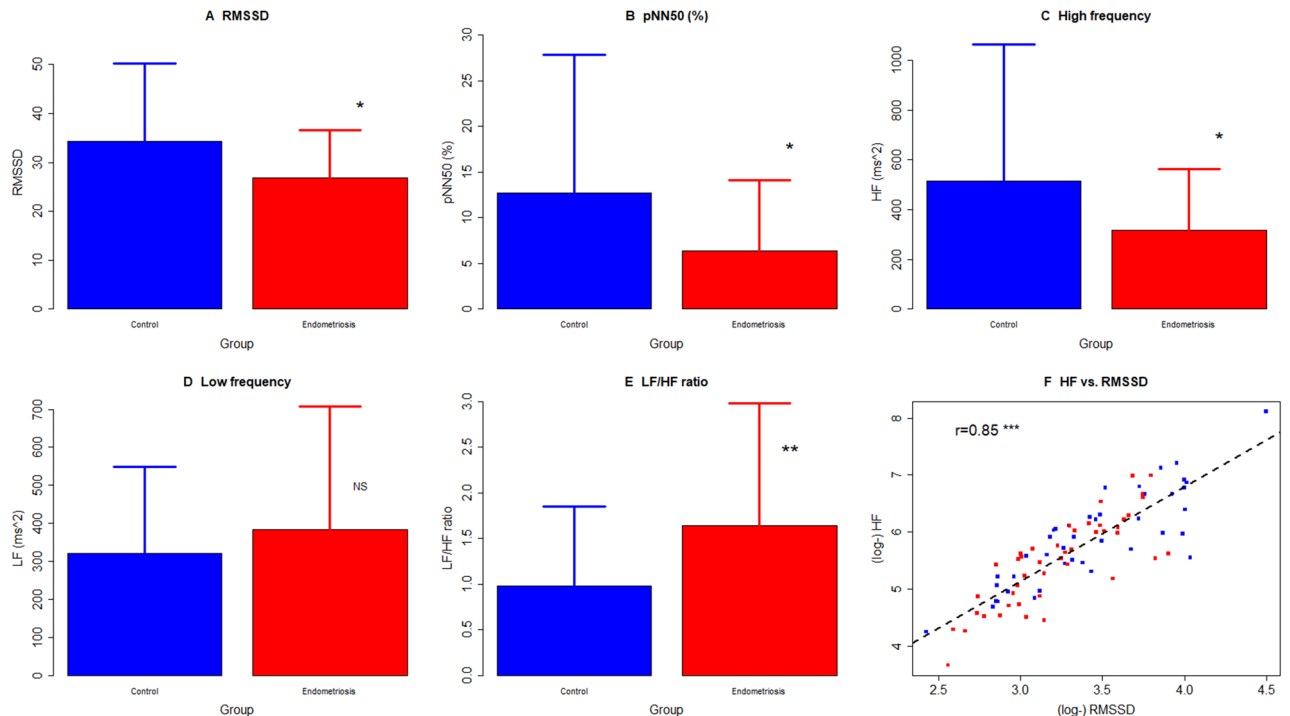 A RMSSD
RMSSD
0
10
20
30
40
50
*
Control
Endometriosis
Group
B pNN50 (%)
pNN50 (%)
0
5
10
15
20
25
30
*
Control
Endometriosis
Group
C High frequency
HF (ms^2)
0
200
400
600
800
1000
*
Control
Endometriosis
Group
D Low frequency
LF (ms^2)
0
100
200
300
400
500
600
700
NS
Control
Endometriosis
Group
E LF/HF ratio
LF/HF ratio
0.0
0.5
1.0
1.5
2.0
2.5
3.0
**
Control
Endometriosis
Group
F HF vs. RMSSD
(log-) HF
4
5
6
7
8
r=0.85 ***
2.5
3.0
3.5
4.0
4.5
(log-) RMSSD